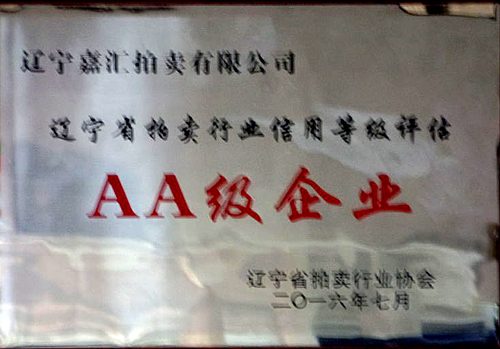 辽宁嘉汇拍卖有限公司
辽宁省拍卖行业信用等级评估
AA级企业
辽宁省拍卖行业协会
二〇一六年七月